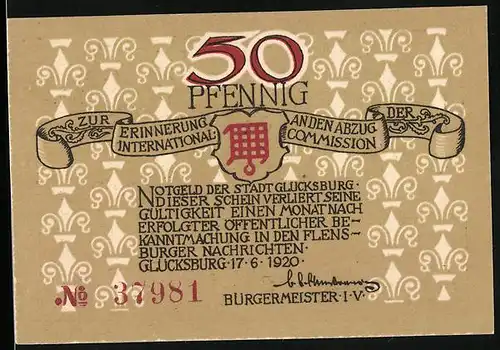 50
PFENNIG
ZUR ERINNERUNG AN DEN ABZUG DER
INTERNATIONAL COMMISSION
NOTGELD DER STADT GLÜCKSBURG ·
DIESER SCHEIN VERLIERT SEINE
GÜLTIGKEIT EINEN MONAT NACH
ERFOLGTER ÖFFENTLICHER BE-
KANNTMACHUNG IN DEN FLENS-
BURGER NACHRICHTEN ·
GLÜCKSBURG · 17 · 6 · 1920 ·
No 37981
BÜRGERMEISTER · I · V ·